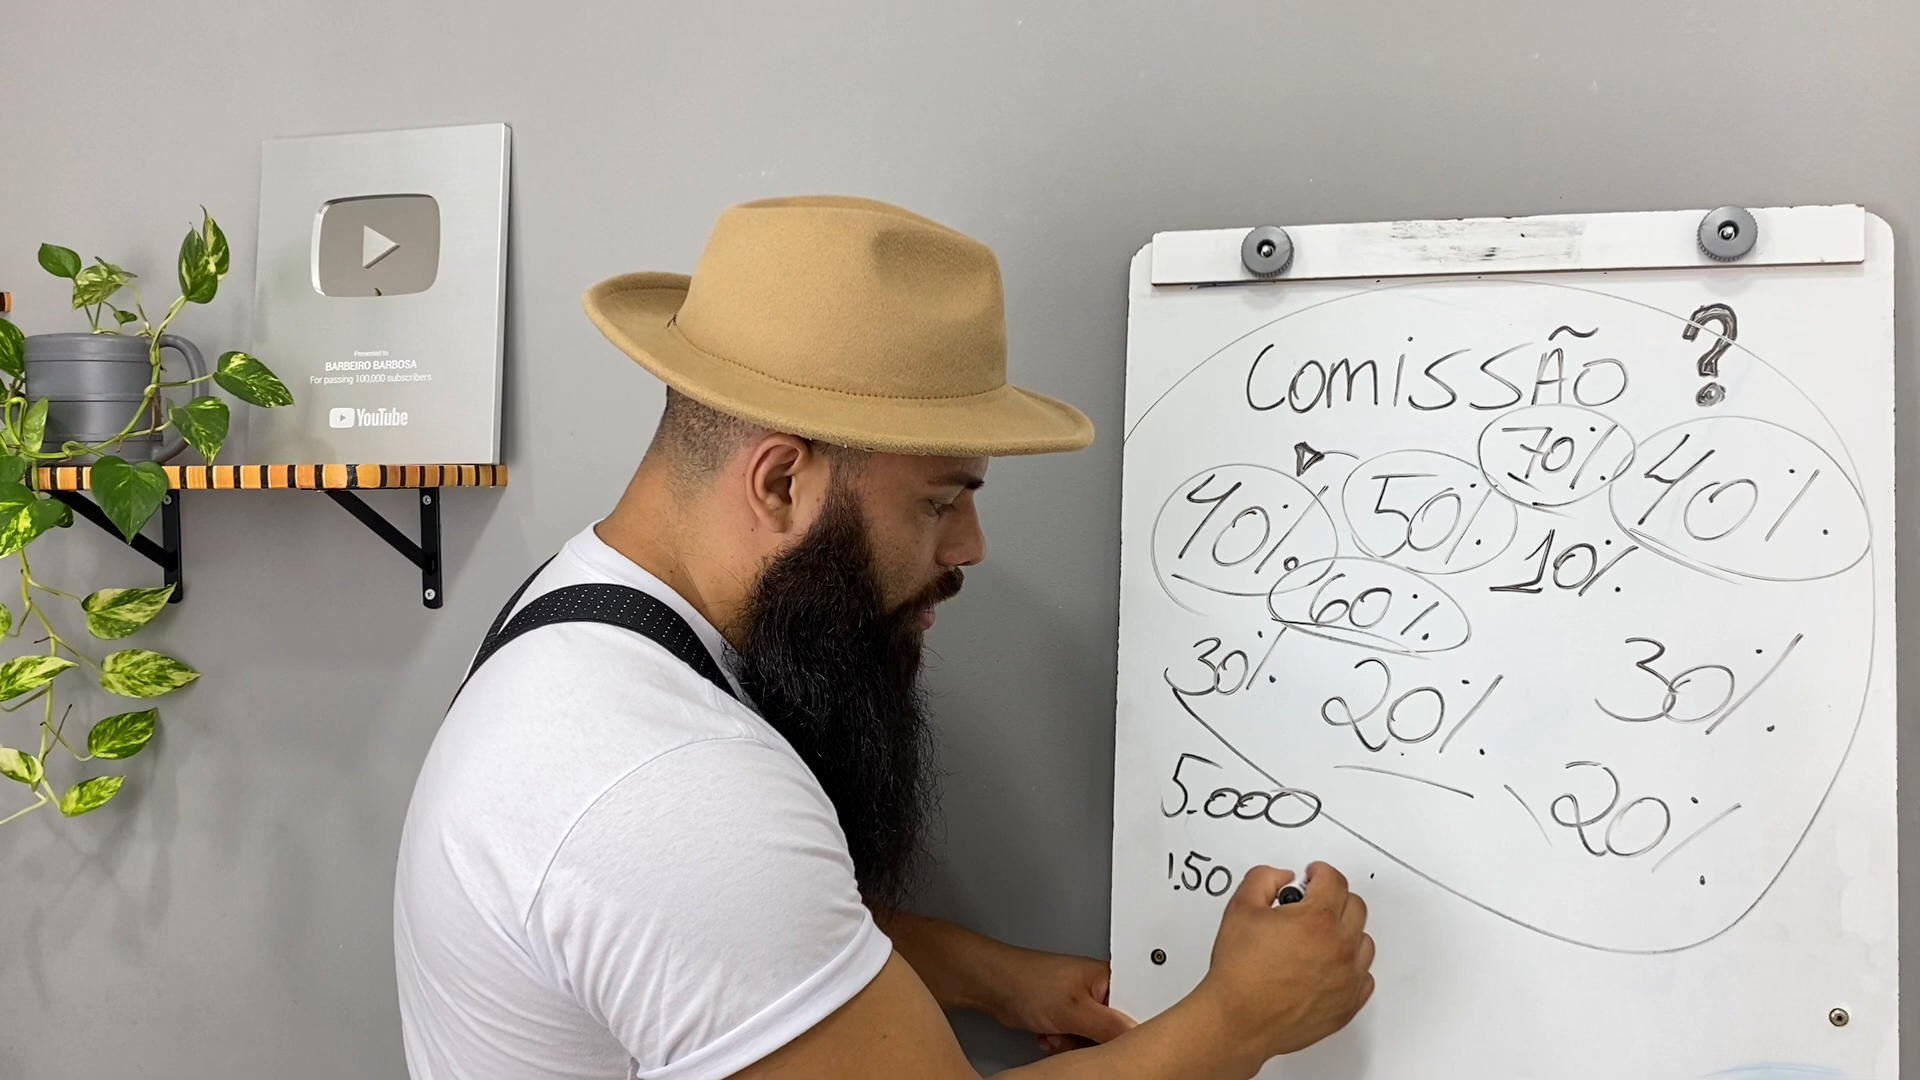 Presented to
BARBEIRO BARBOSA
For passing 100,000 subscribers
YouTube
COMISSÃO ?
70%
40% 50% 40%
60% 10%
30% 20% 30%
5.000 20%
1.50